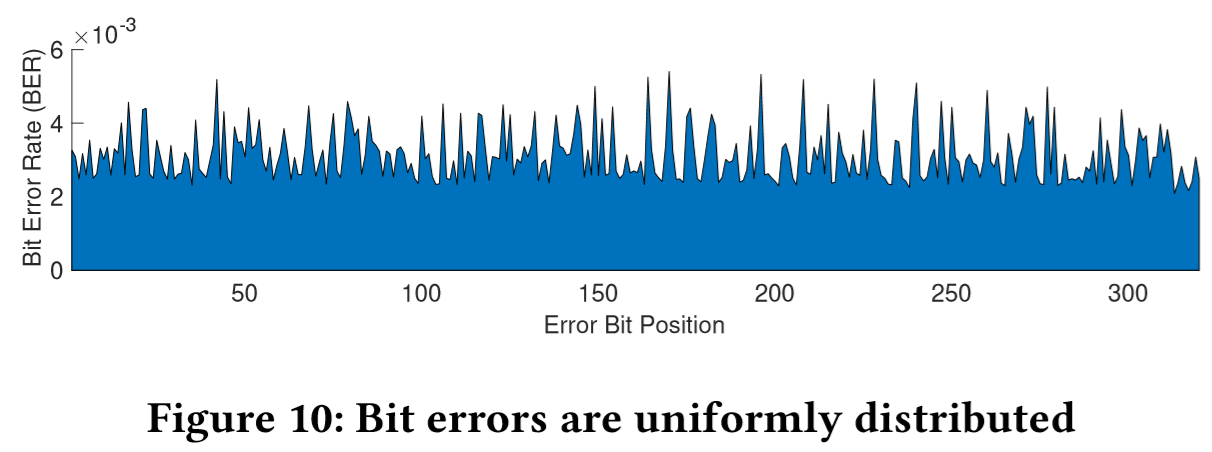 ×10-3
6
4
2
0
Bit Error Rate (BER)
50 100 150 200 250 300
Error Bit Position
Figure 10: Bit errors are uniformly distributed